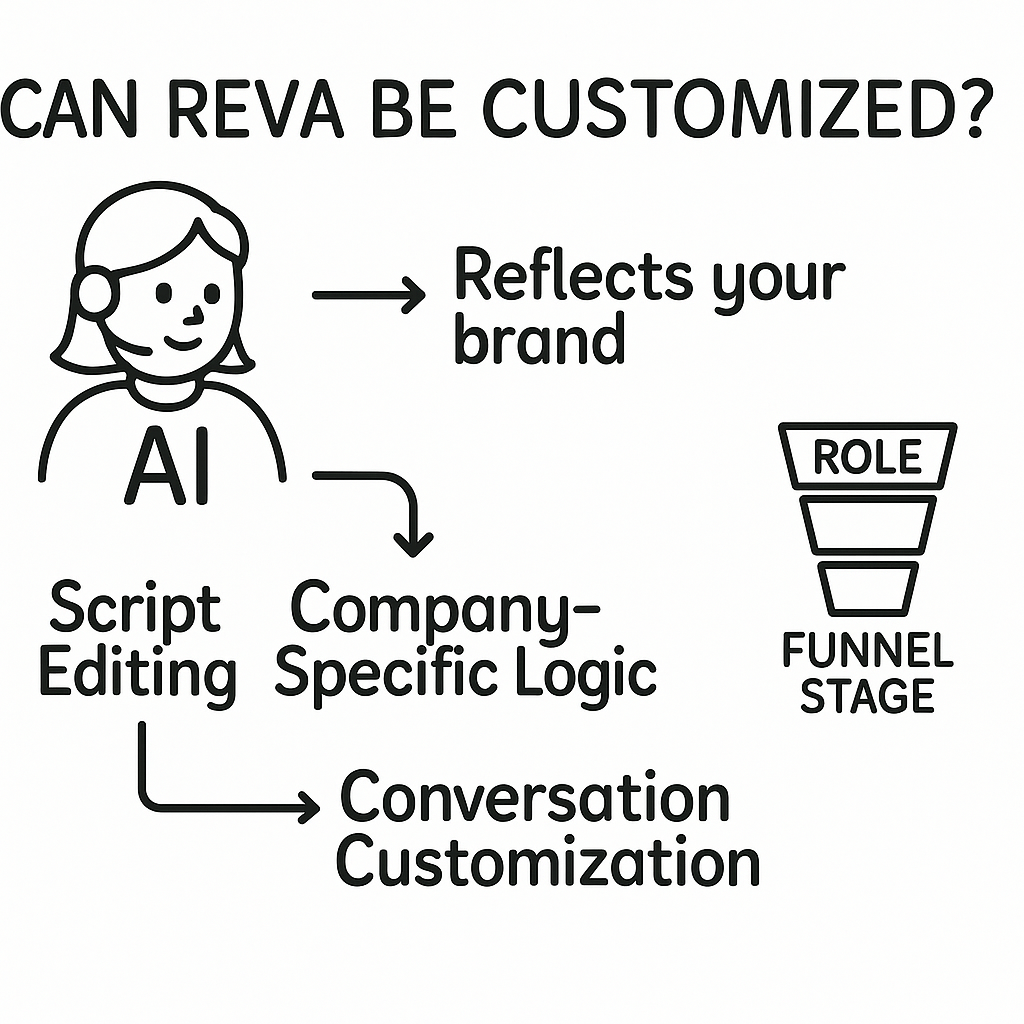 CAN REVA BE CUSTOMIZED?
Reflects your
brand
AI
ROLE
FUNNEL
STAGE
Script
Editing
Company-
Specific Logic
Conversation
Customization